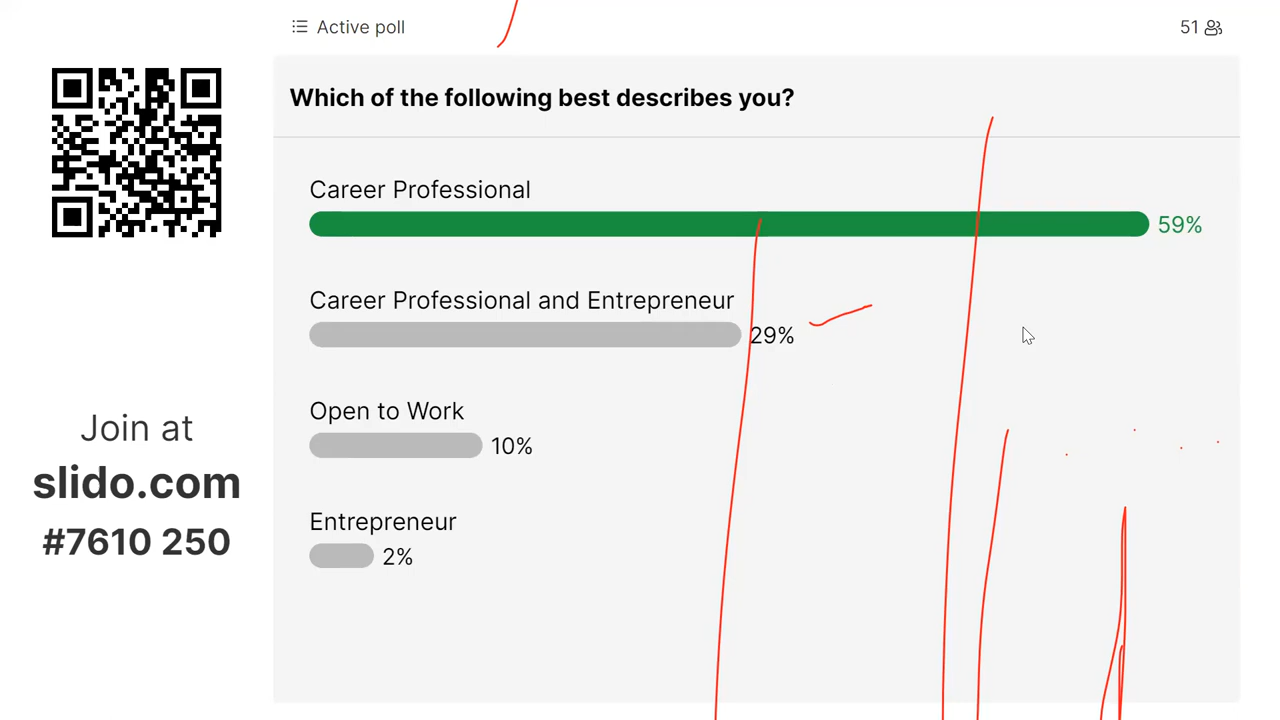 Active poll
51
Which of the following best describes you?
Career Professional
59%
Career Professional and Entrepreneur
29%
Open to Work
10%
Entrepreneur
2%
Join at
slido.com
#7610 250